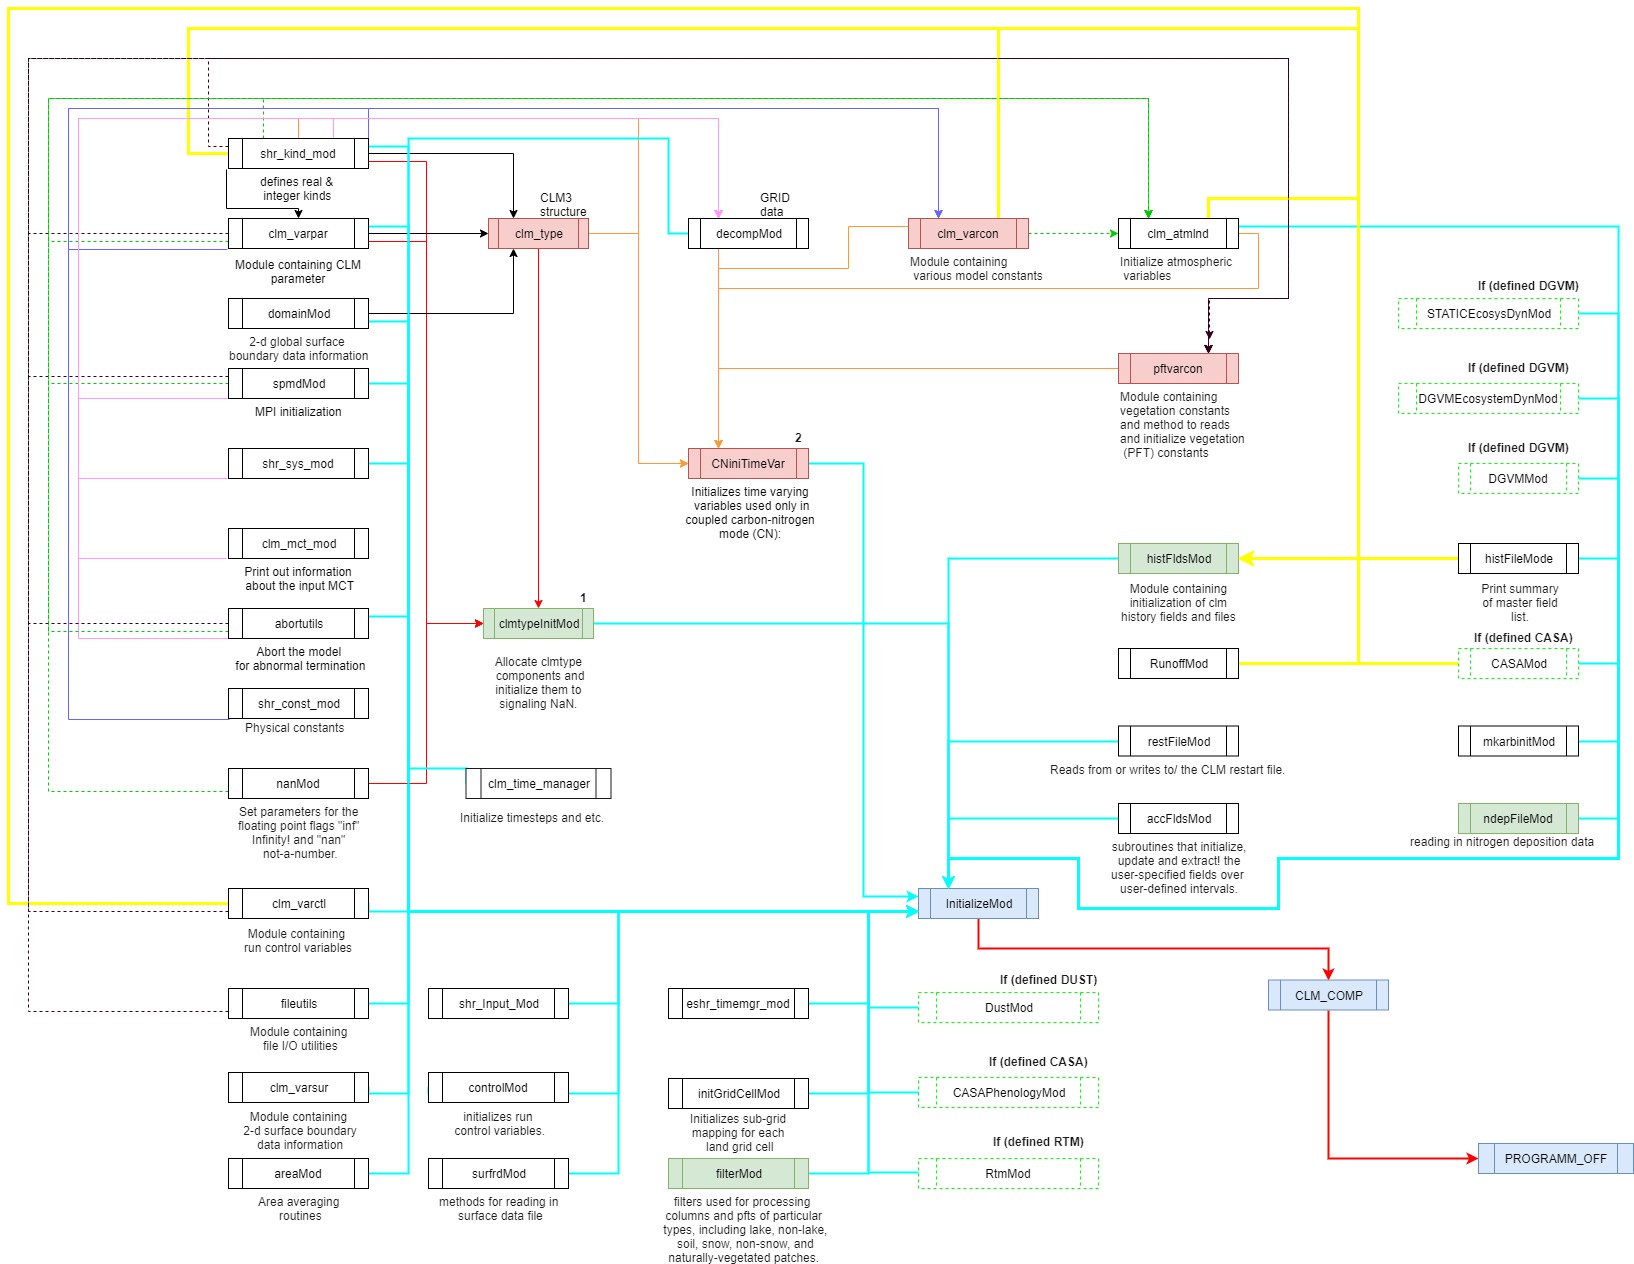 shr_kind_mod
defines real &
integer kinds
clm_varpar
Module containing CLM
parameter
domainMod
2-d global surface
boundary data information
spmdMod
MPI initialization
shr_sys_mod
clm_mct_mod
Print out information
about the input MCT
abortutils
Abort the model
for abnormal termination
shr_const_mod
Physical constants
nanMod
Set parameters for the
floating point flags "inf"
Infinity! and "nan"
not-a-number.
clm_varctl
Module containing
run control variables
fileutils
Module containing
file I/O utilities
clm_varsur
Module containing
2-d surface boundary
data information
areaMod
Area averaging
routines
CLM3
structure
clm_type
1
clmtypeInitMod
Allocate clmtype
components and
initialize them to
signaling NaN.
clm_time_manager
Initialize timesteps and etc.
shr_Input_Mod
controlMod
initializes run
control variables.
surfrdMod
methods for reading in
surface data file
GRID
data
decompMod
2
CNiniTimeVar
Initializes time varying
variables used only in
coupled carbon-nitrogen
mode (CN):
eshr_timemgr_mod
initGridCellMod
Initializes sub-grid
mapping for each
land grid cell
filterMod
filters used for processing
columns and pfts of particular
types, including lake, non-lake,
soil, snow, non-snow, and
naturally-vegetated patches.
clm_varcon
Module containing
various model constants
clm_atmlnd
Initialize atmospheric
variables
pftvarcon
Module containing
vegetation constants
and method to reads
and initialize vegetation
(PFT) constants
histFldsMod
Module containing
initialization of clm
history fields and files
RunoffMod
restFileMod
Reads from or writes to/ the CLM restart file.
accFldsMod
subroutines that initialize,
update and extract! the
user-specified fields over
user-defined intervals.
InitializeMod
If (defined DUST)
DustMod
If (defined CASA)
CASAPhenologyMod
If (defined RTM)
RtmMod
If (defined DGVM)
STATICEcosysDynMod
If (defined DGVM)
DGVMEcosystemDynMod
If (defined DGVM)
DGVMMod
histFileMode
Print summary
of master field
list.
If (defined CASA)
CASAMod
mkarbinitMod
ndepFileMod
reading in nitrogen deposition data
CLM_COMP
PROGRAMM_OFF